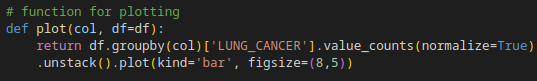 # function for plotting
def plot(col, df=df):
    return df.groupby(col)['LUNG_CANCER'].value_counts(normalize=True)
    .unstack().plot(kind='bar', figsize=(8,5))